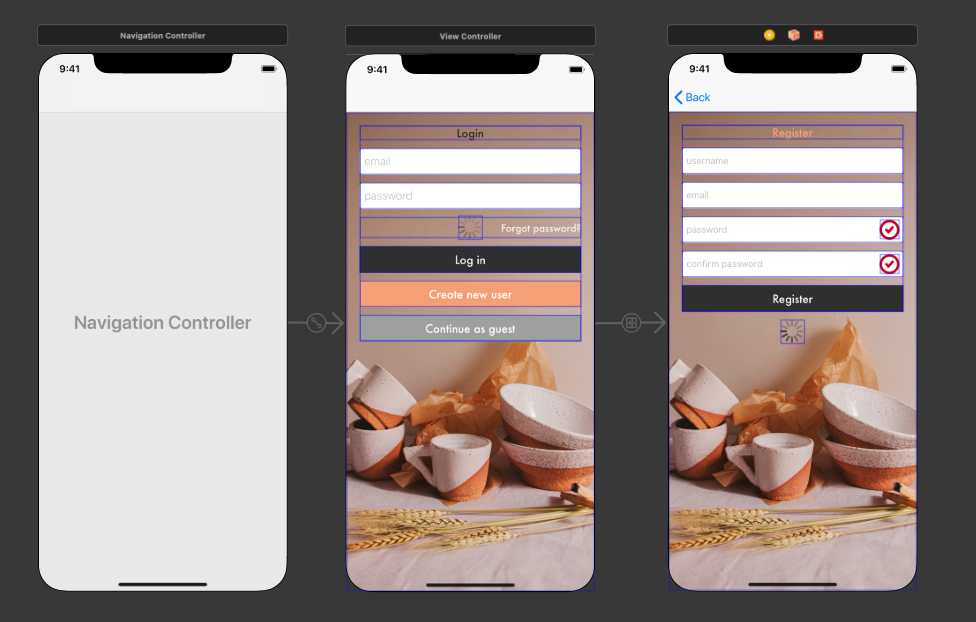 Navigation Controller
9:41
Navigation Controller
View Controller
9:41
Login
email
password
Forgot password?
Log in
Create new user
Continue as guest
9:41
Back
Register
username
email
password
confirm password
Register